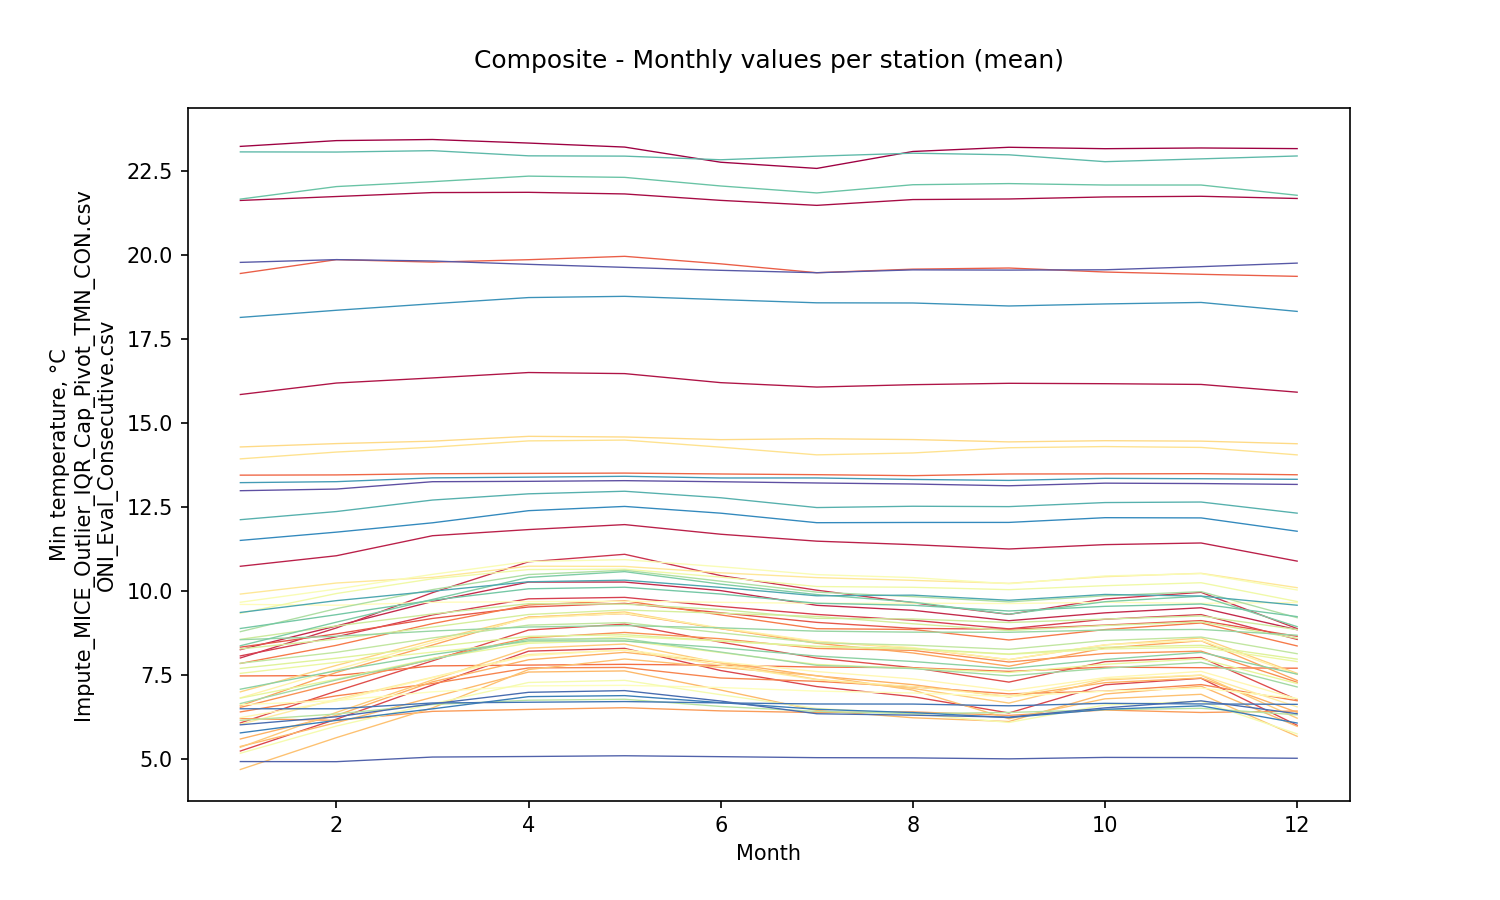 Composite - Monthly values per station (mean)
Min temperature, °C
Impute_MICE_Outlier_IQR_Cap_Pivot_TMN_CON.csv
ONI_Eval_Consecutive.csv
22.5
20.0
17.5
15.0
12.5
10.0
7.5
5.0
2 4 6 8 10 12
Month